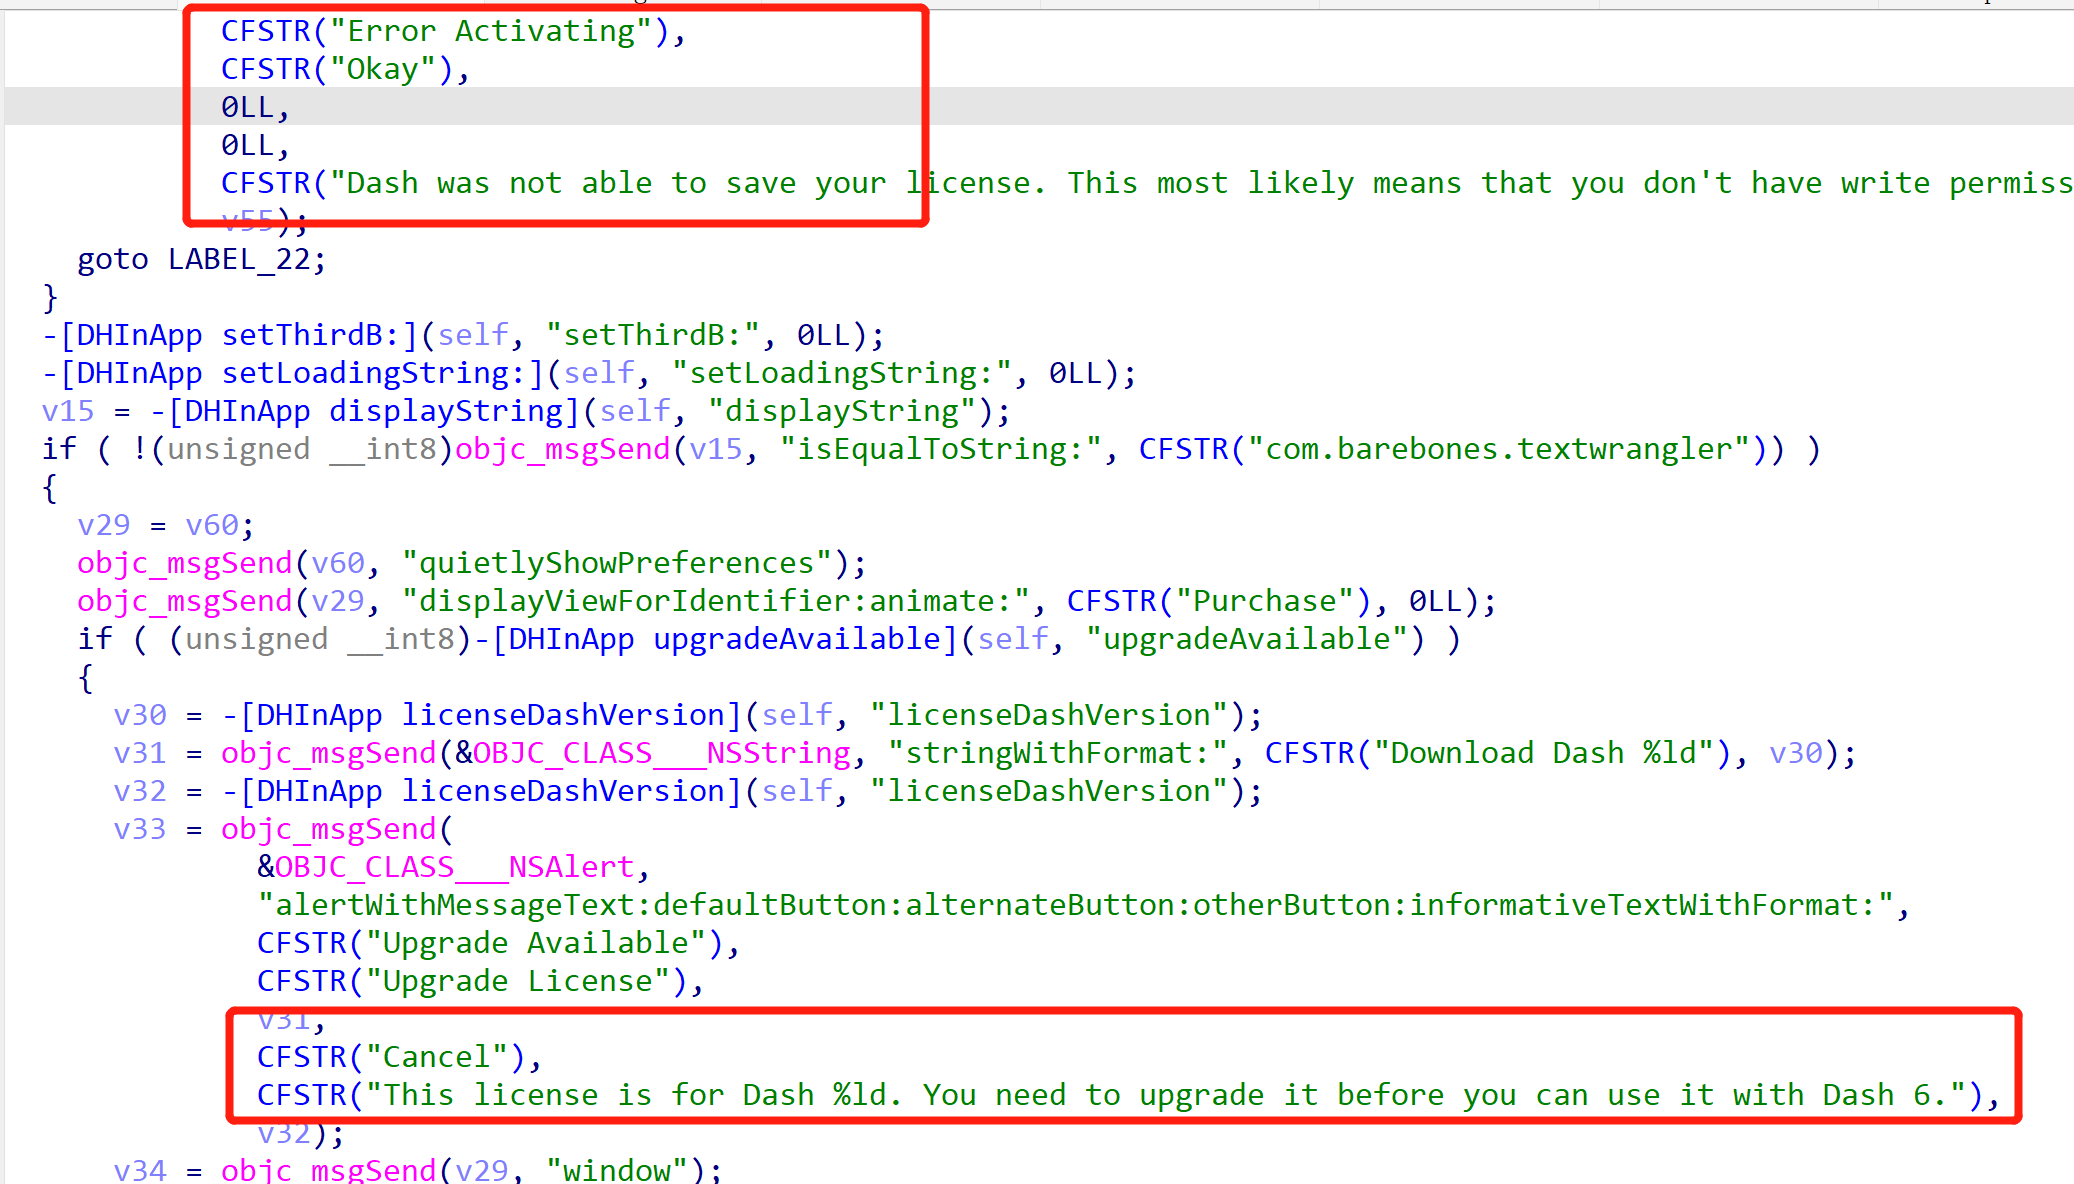 CFSTR("Error Activating"),
CFSTR("Okay"),
0LL,
0LL,
CFSTR("Dash was not able to save your license. This most likely means that you don't have write permiss
v55);
goto LABEL_22;
}
-[DHInApp setThirdB:](self, "setThirdB:", 0LL);
-[DHInApp setLoadingString:](self, "setLoadingString:", 0LL);
v15 = -[DHInApp displayString](self, "displayString");
if ( !(unsigned __int8)objc_msgSend(v15, "isEqualToString:", CFSTR("com.barebones.textwrangler")) )
{
v29 = v60;
objc_msgSend(v60, "quietlyShowPreferences");
objc_msgSend(v29, "displayViewForIdentifier:animate:", CFSTR("Purchase"), 0LL);
if ( (unsigned __int8)-[DHInApp upgradeAvailable](self, "upgradeAvailable") )
{
v30 = -[DHInApp licenseDashVersion](self, "licenseDashVersion");
v31 = objc_msgSend(&OBJC_CLASS___NSString, "stringWithFormat:", CFSTR("Download Dash %ld"), v30);
v32 = -[DHInApp licenseDashVersion](self, "licenseDashVersion");
v33 = objc_msgSend(
&OBJC_CLASS___NSAlert,
"alertWithMessageText:defaultButton:alternateButton:otherButton:informativeTextWithFormat:",
CFSTR("Upgrade Available"),
CFSTR("Upgrade License"),
v31,
CFSTR("Cancel"),
CFSTR("This license is for Dash %ld. You need to upgrade it before you can use it with Dash 6."),
v32);
v34 = objc_msgSend(v29, "window");